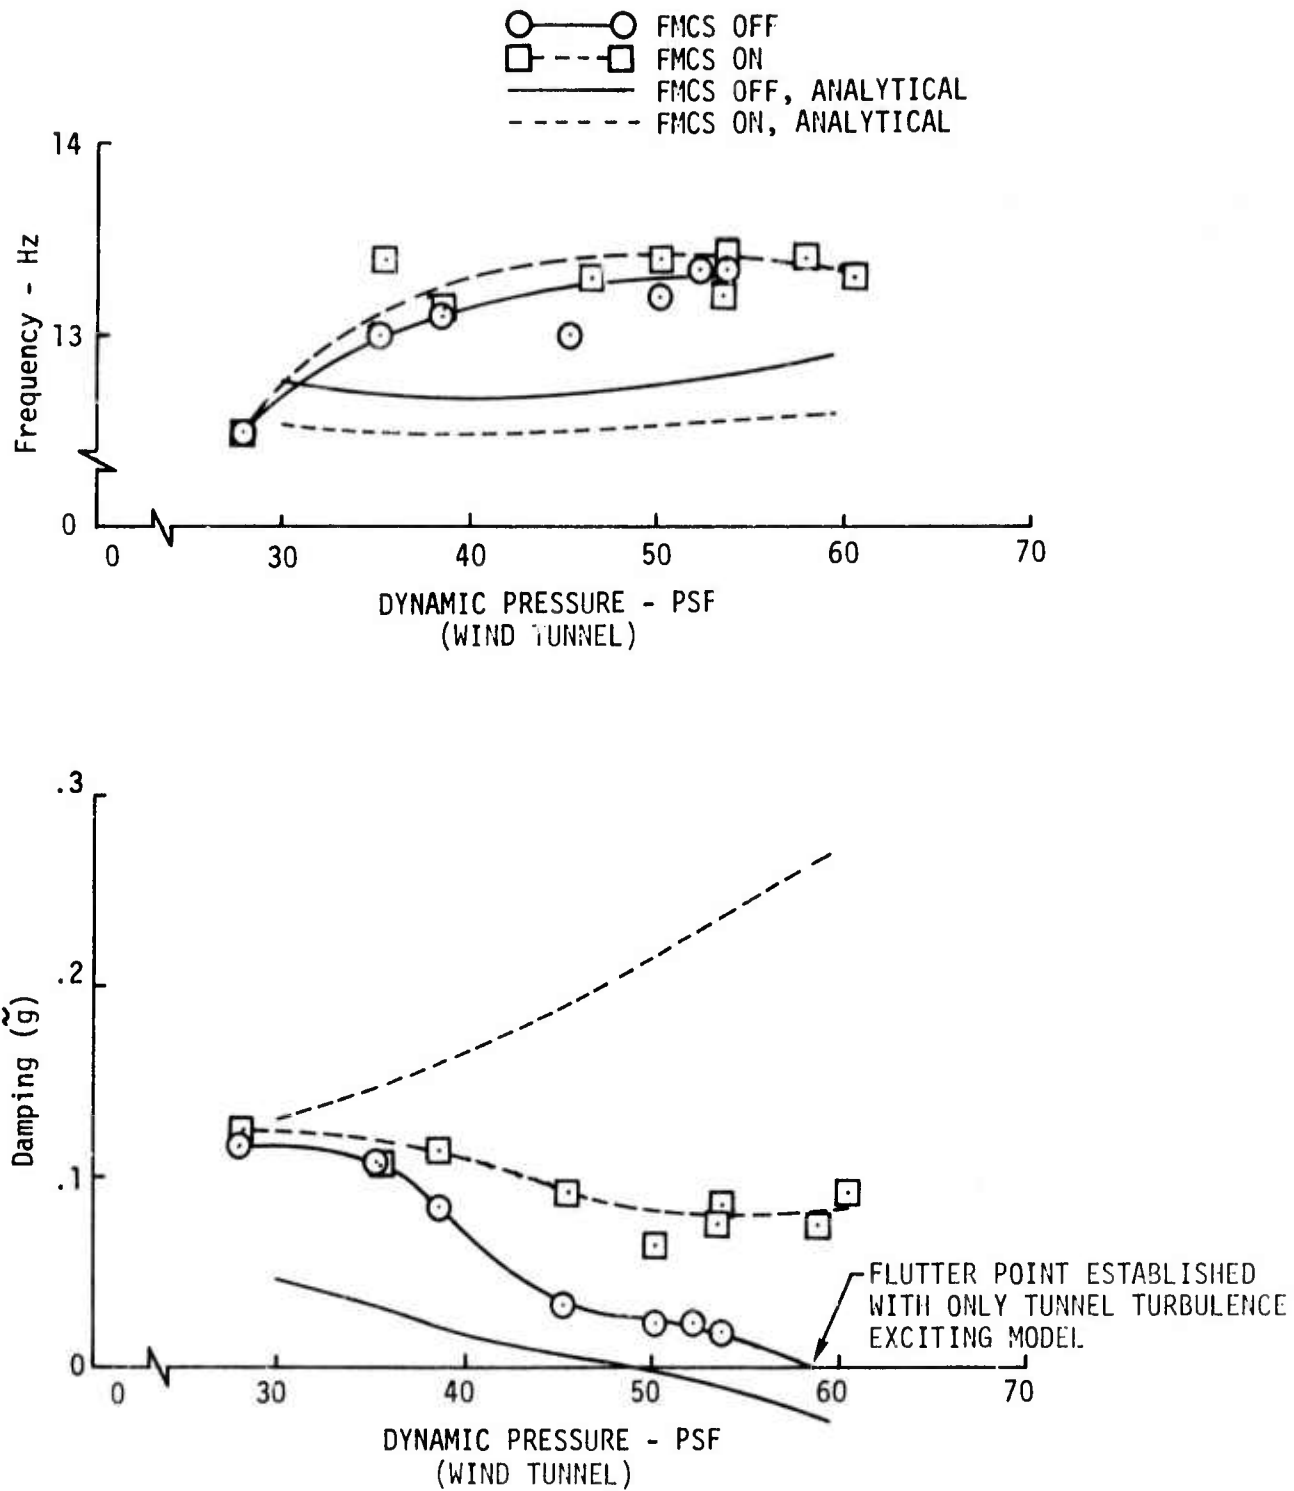 FMCS OFF
FMCS ON
FMCS OFF, ANALYTICAL
FMCS ON, ANALYTICAL
14
13
0
Frequency - Hz
0 30 40 50 60 70
DYNAMIC PRESSURE - PSF
(WIND TUNNEL)
.3
.2
.1
0
Damping (g̃)
FLUTTER POINT ESTABLISHED
WITH ONLY TUNNEL TURBULENCE
EXCITING MODEL
0 30 40 50 60 70
DYNAMIC PRESSURE - PSF
(WIND TUNNEL)